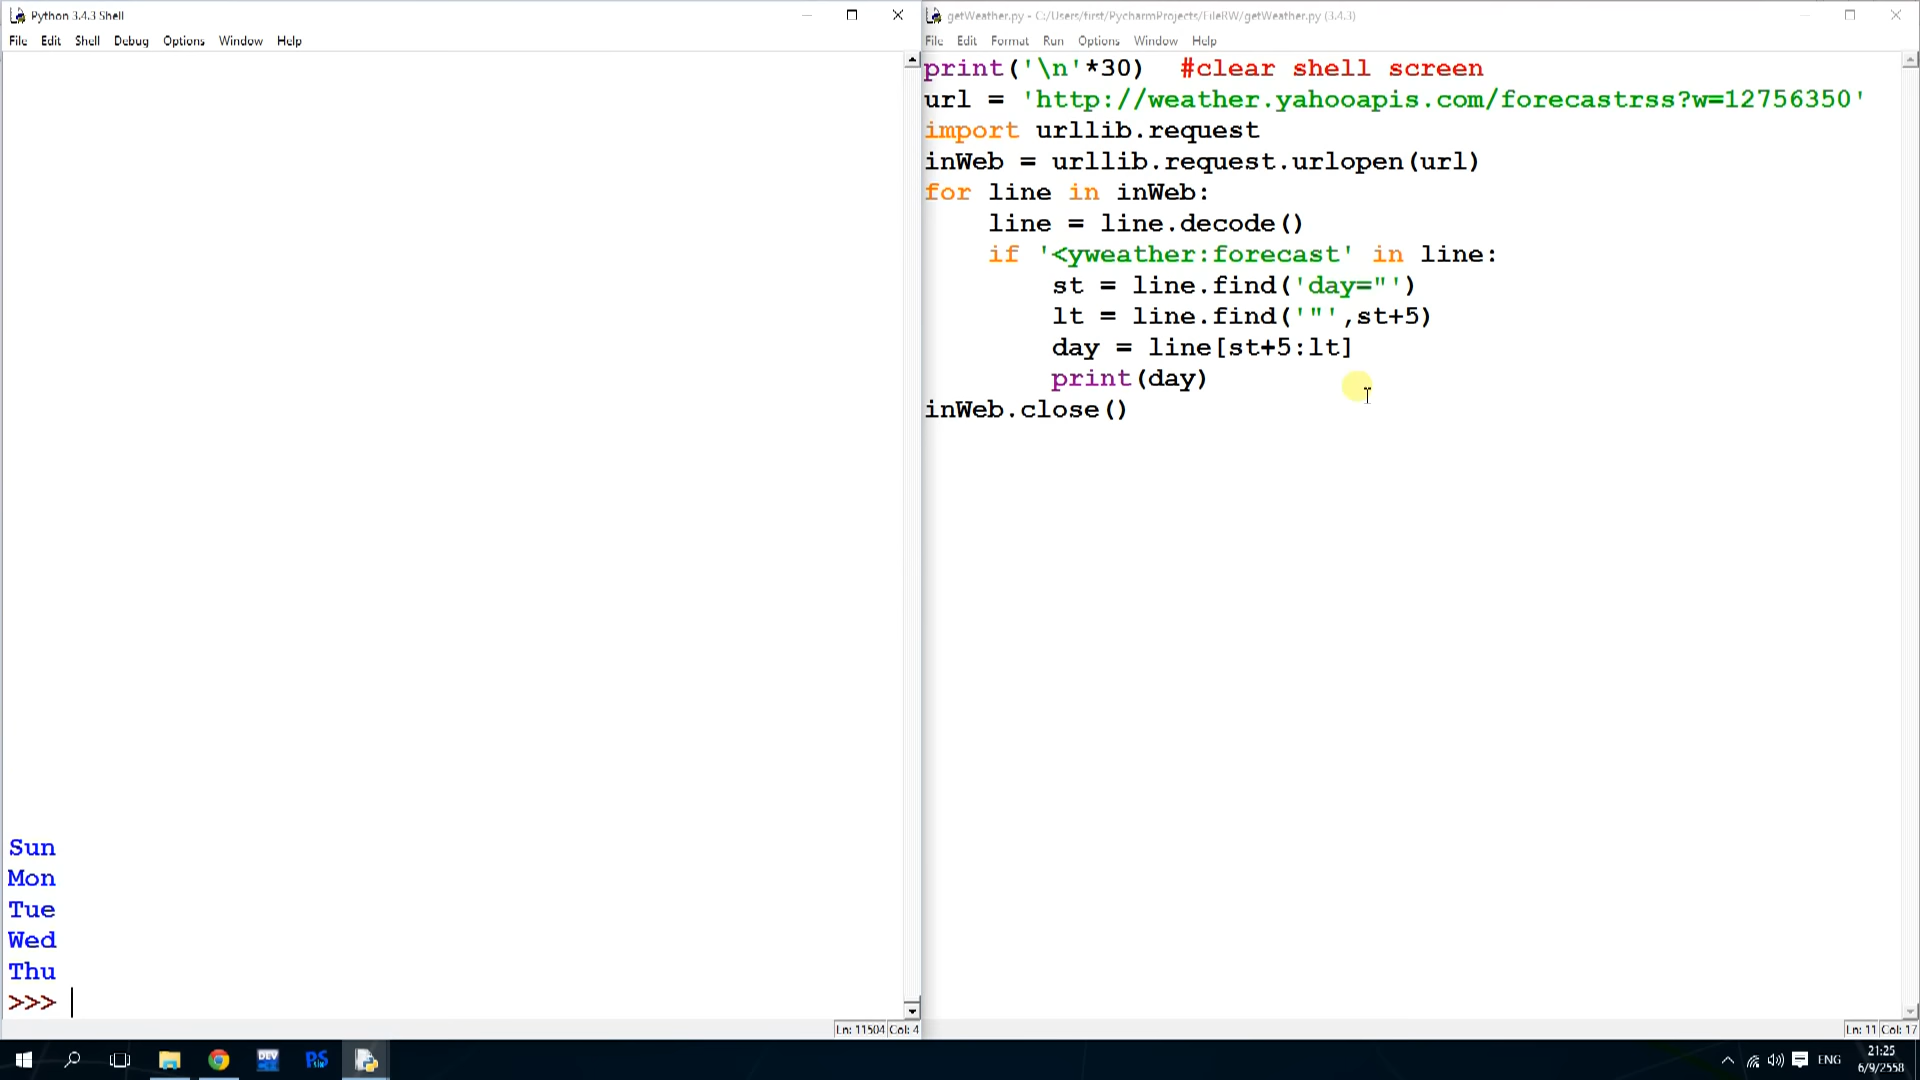 Python 3.4.3 Shell
File Edit Shell Debug Options Window Help
Sun
Mon
Tue
Wed
Thu
>>>
Ln: 11504 Col: 4
getWeather.py - C:/Users/first/PycharmProjects/FileRW/getWeather.py (3.4.3)
File Edit Format Run Options Window Help
print('\n'*30)  #clear shell screen
url = 'http://weather.yahooapis.com/forecastrss?w=12756350'
import urllib.request
inWeb = urllib.request.urlopen(url)
for line in inWeb:
    line = line.decode()
    if '<yweather:forecast' in line:
        st = line.find('day="')
        lt = line.find('"',st+5)
        day = line[st+5:lt]
        print(day)
inWeb.close()
Ln: 11 Col: 17
DEV
PS
ENG
21:25
6/9/2558